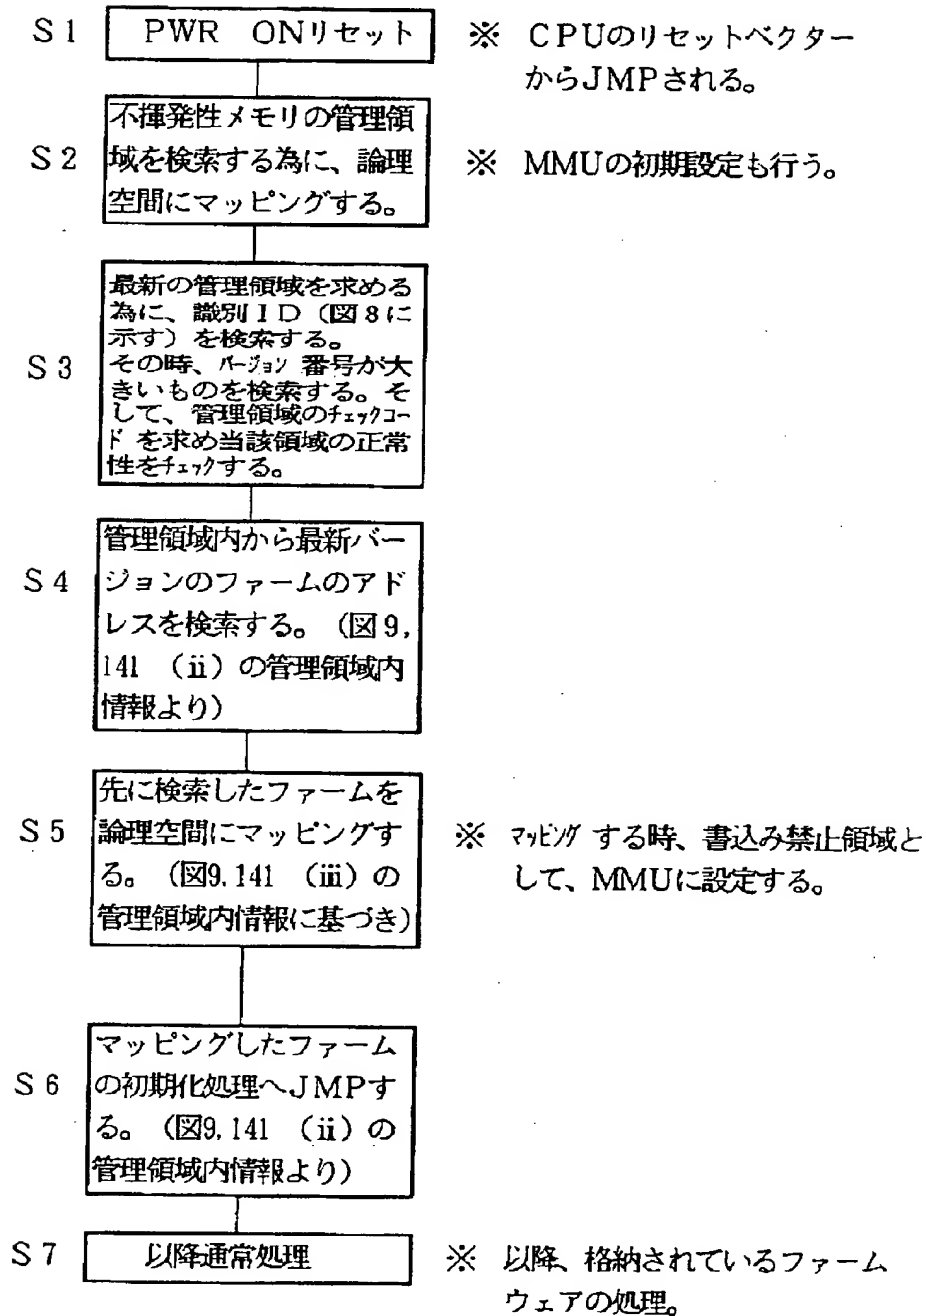 S1 PWR ONリセット ※ CPUのリセットベクター
からJMPされる。
不揮発性メモリの管理領
S2 域を検索する為に、論理 ※ MMUの初期設定も行う。
空間にマッピングする。
最新の管理領域を求める
為に、識別ID(図8に
示す)を検索する。
S3 その時、バージョン番号が大
きいものを検索する。そ
して、管理領域のチェックコー
ドを求め当該領域の正常
性をチェックする。
管理領域内から最新バー
S4 ジョンのファームのアド
レスを検索する。(図9,
141 (ii)の管理領域内
情報より)
先に検索したファームを
S5 論理空間にマッピングす ※ マッピングする時、書込み禁止領域と
る。(図9,141 (iii)の して、MMUに設定する。
管理領域内情報に基づき)
マッピングしたファーム
S6 の初期化処理へJMPす
る。(図9,141 (ii)の
管理領域内情報より)
S7 以降通常処理 ※ 以降、格納されているファーム
ウェアの処理。